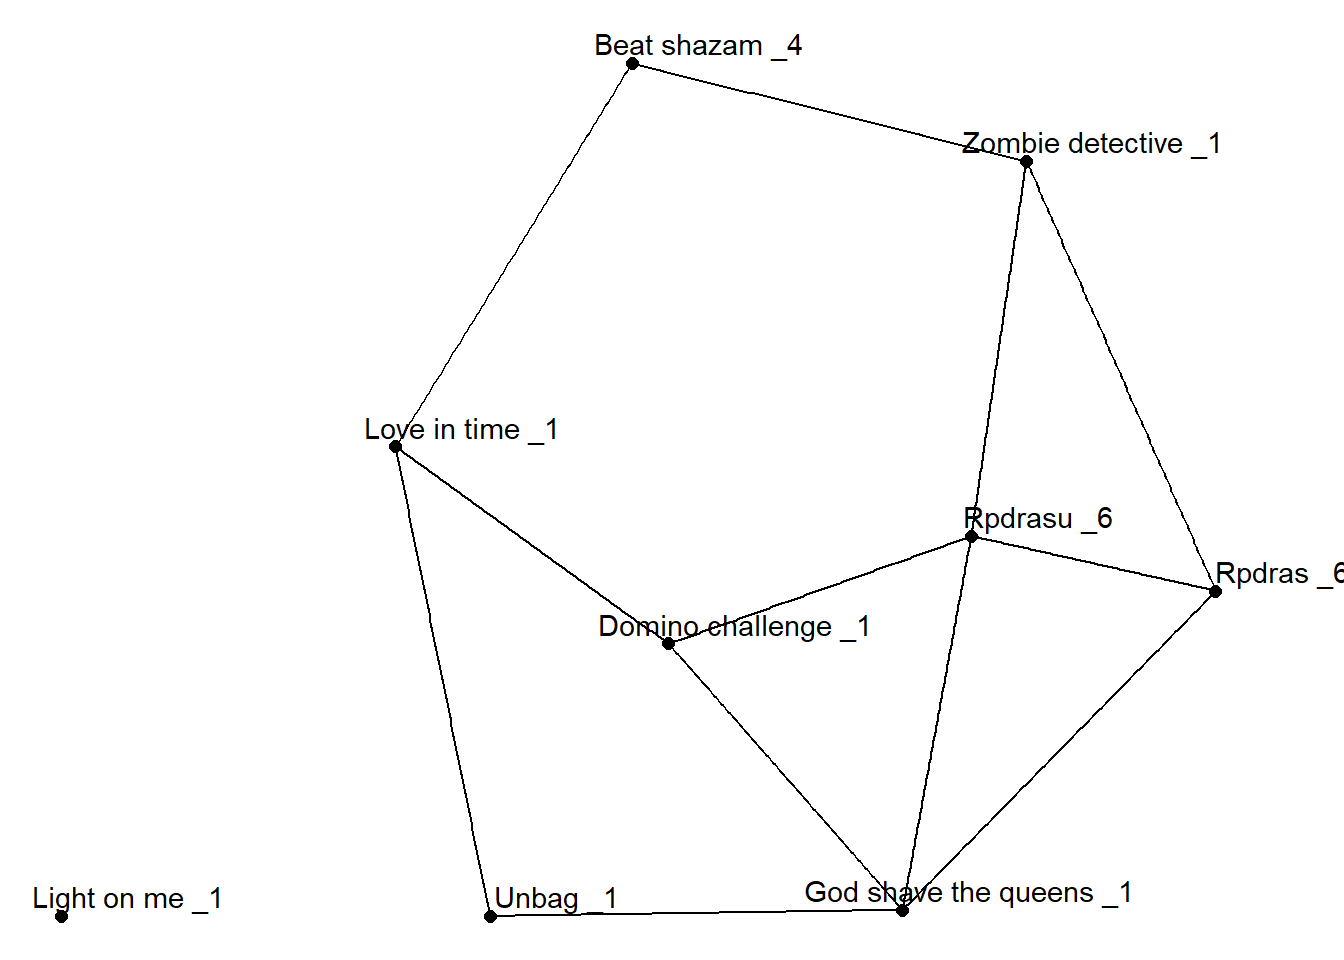 Beat shazam _4
Zombie detective _1
Love in time _1
Rpdrasu _6
Rpdras _6
Domino challenge _1
God shave the queens _1
Unbag _1
Light on me _1